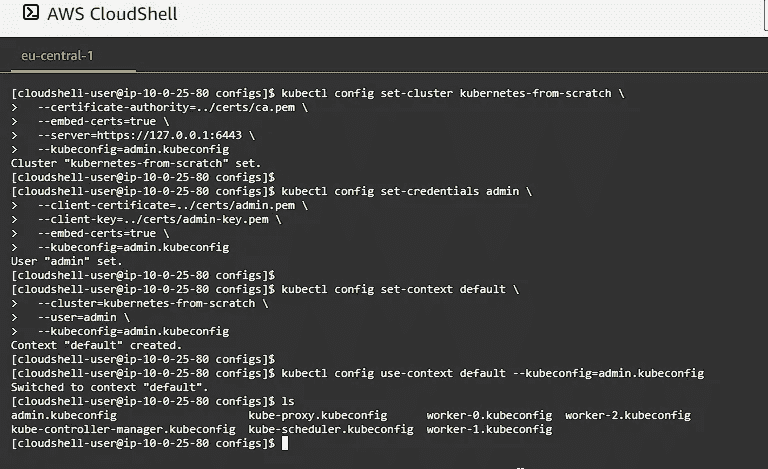 AWS CloudShell
eu-central-1
[cloudshell-user@ip-10-0-25-80 configs]$ kubectl config set-cluster kubernetes-from-scratch \
>   --certificate-authority=../certs/ca.pem \
>   --embed-certs=true \
>   --server=https://127.0.0.1:6443 \
>   --kubeconfig=admin.kubeconfig
Cluster "kubernetes-from-scratch" set.
[cloudshell-user@ip-10-0-25-80 configs]$
[cloudshell-user@ip-10-0-25-80 configs]$ kubectl config set-credentials admin \
>   --client-certificate=../certs/admin.pem \
>   --client-key=../certs/admin-key.pem \
>   --embed-certs=true \
>   --kubeconfig=admin.kubeconfig
User "admin" set.
[cloudshell-user@ip-10-0-25-80 configs]$
[cloudshell-user@ip-10-0-25-80 configs]$ kubectl config set-context default \
>   --cluster=kubernetes-from-scratch \
>   --user=admin \
>   --kubeconfig=admin.kubeconfig
Context "default" created.
[cloudshell-user@ip-10-0-25-80 configs]$
[cloudshell-user@ip-10-0-25-80 configs]$ kubectl config use-context default --kubeconfig=admin.kubeconfig
Switched to context "default".
[cloudshell-user@ip-10-0-25-80 configs]$ ls
admin.kubeconfig                    kube-proxy.kubeconfig      worker-0.kubeconfig  worker-2.kubeconfig
kube-controller-manager.kubeconfig  kube-scheduler.kubeconfig  worker-1.kubeconfig
[cloudshell-user@ip-10-0-25-80 configs]$